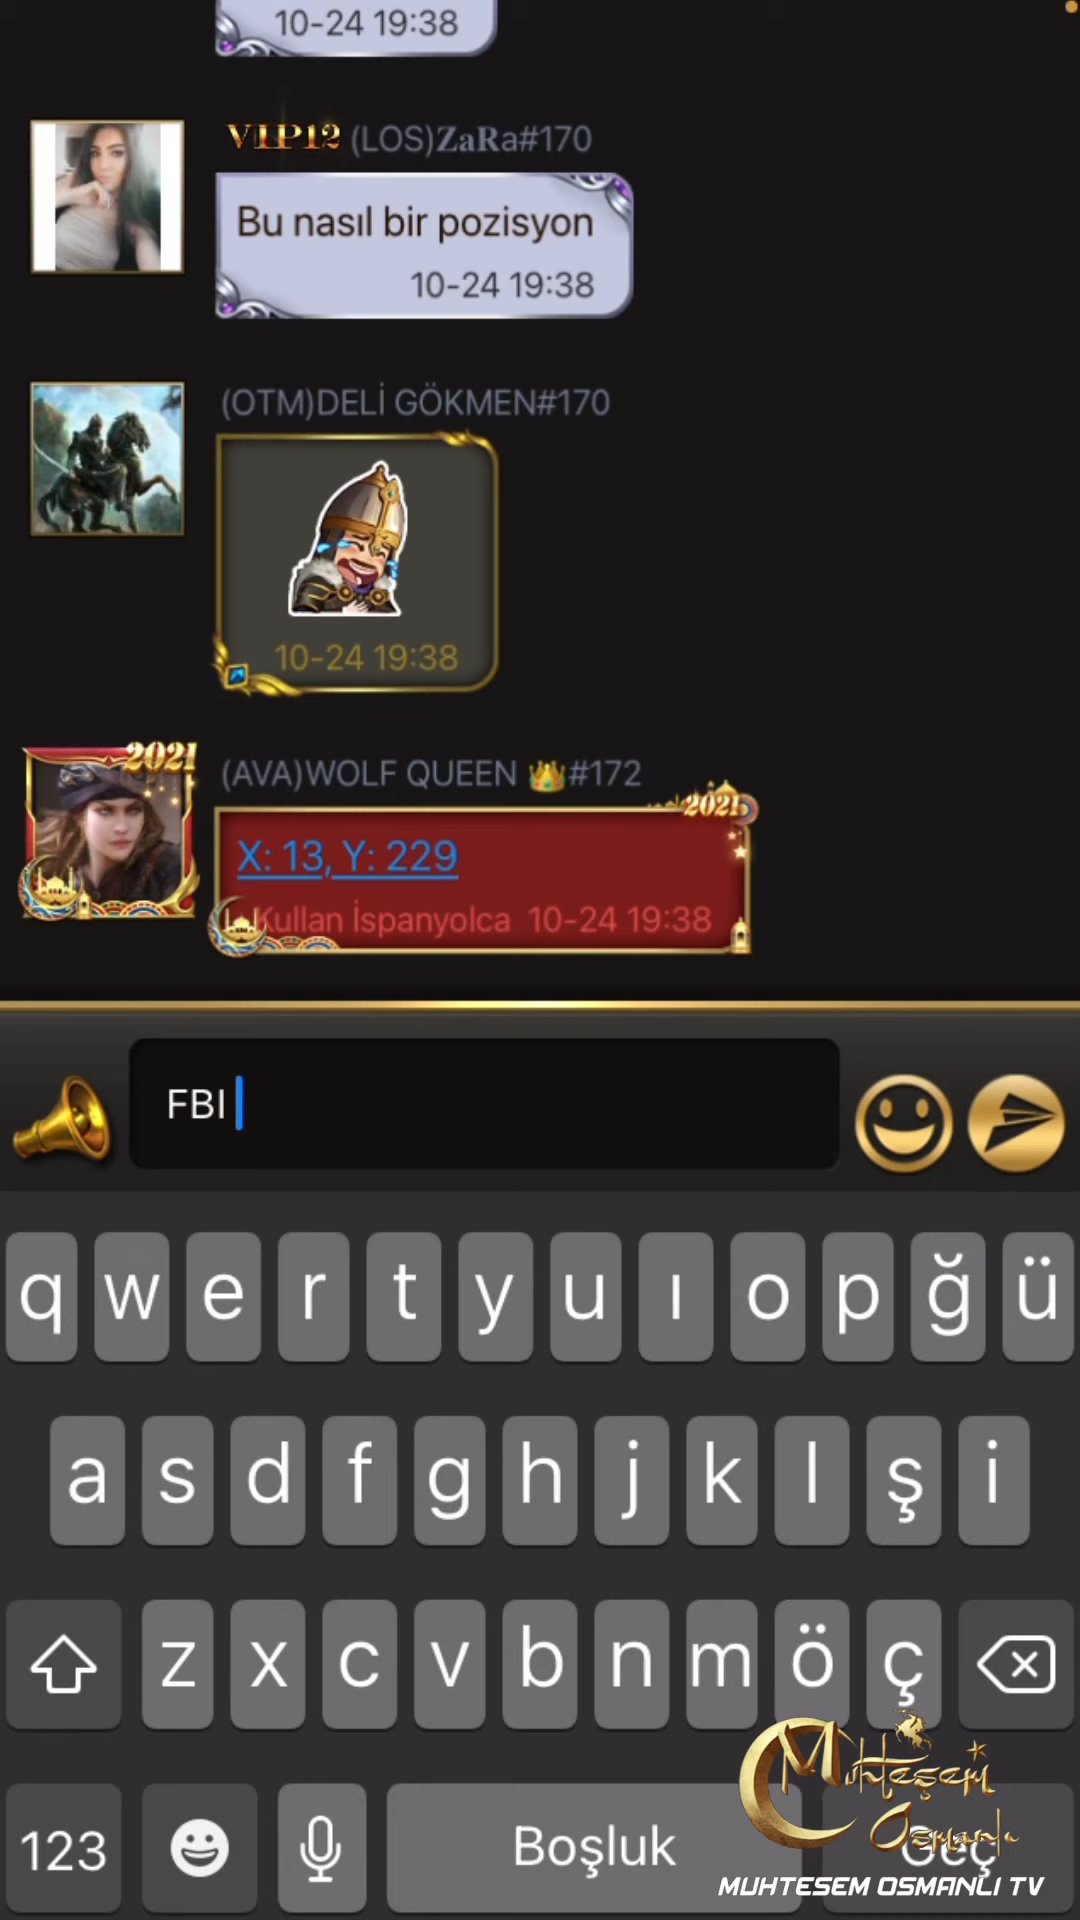 10-24 19:38
VIP12 (LOS)ZaRa#170
Bu nasıl bir pozisyon
10-24 19:38
(OTM)DELİ GÖKMEN#170
10-24 19:38
2021
(AVA)WOLF QUEEN 👑#172
2021
X: 13, Y: 229
Kullan İspanyolca 10-24 19:38
FBI
q w e r t y u ı o p ğ ü
a s d f g h j k l ş i
z x c v b n m ö ç
123 Boşluk Geç
Muhteşem
Osmanlı
MUHTESEM OSMANLI TV